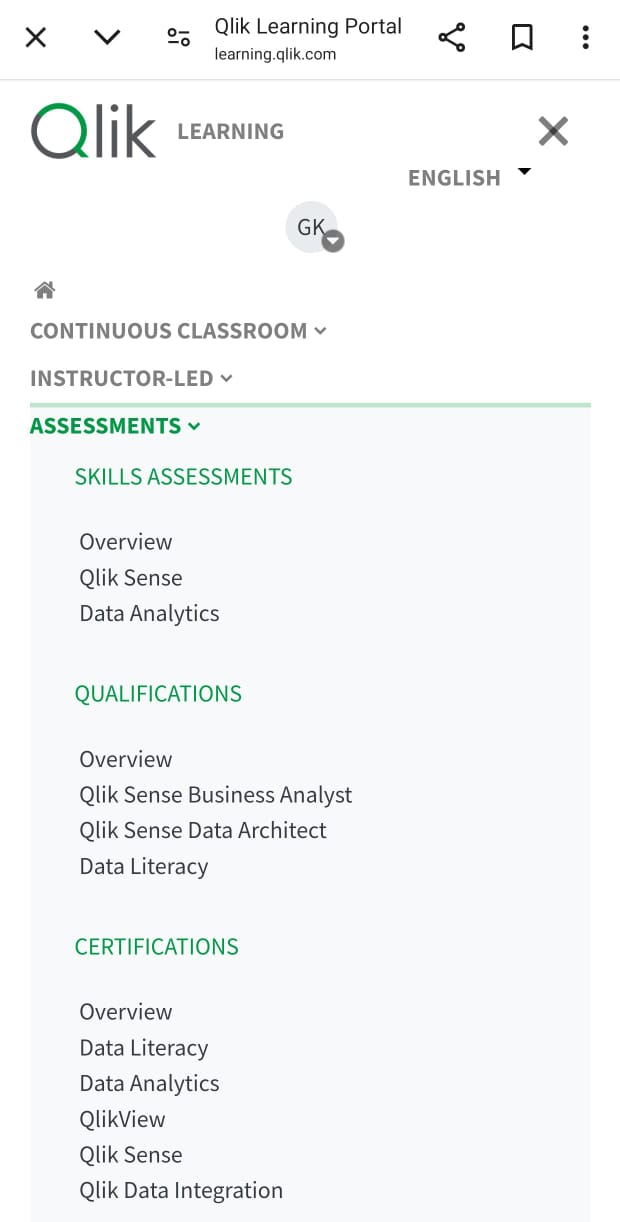 Qlik Learning Portal
learning.qlik.com
Qlik LEARNING
ENGLISH
GK
CONTINUOUS CLASSROOM
INSTRUCTOR-LED
ASSESSMENTS
SKILLS ASSESSMENTS
Overview
Qlik Sense
Data Analytics
QUALIFICATIONS
Overview
Qlik Sense Business Analyst
Qlik Sense Data Architect
Data Literacy
CERTIFICATIONS
Overview
Data Literacy
Data Analytics
QlikView
Qlik Sense
Qlik Data Integration